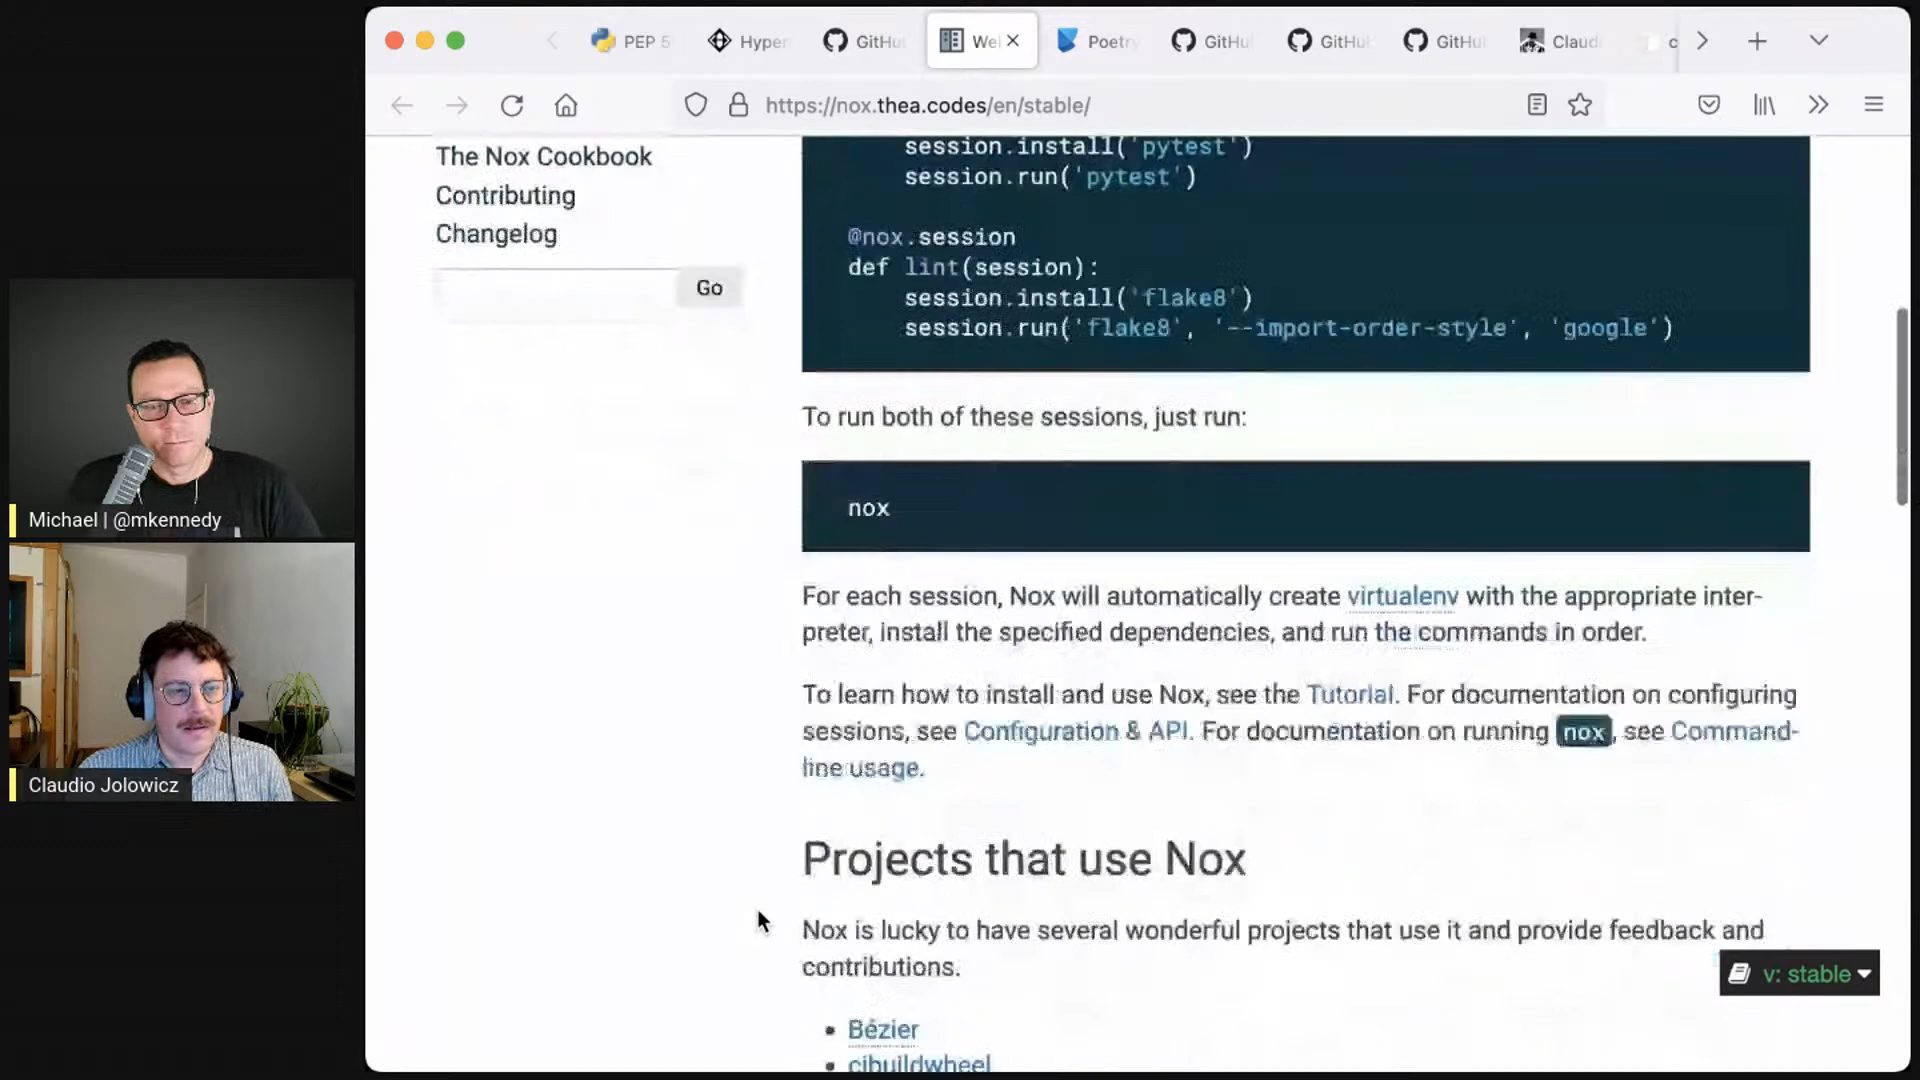 PEP 5
Hyper
GitHu
Wel
Poetry
GitHu
GitHu
GitHu
Claud
c
https://nox.thea.codes/en/stable/
The Nox Cookbook
Contributing
Changelog
Go
session.install('pytest')
session.run('pytest')
@nox.session
def lint(session):
session.install('flake8')
session.run('flake8', '--import-order-style', 'google')
To run both of these sessions, just run:
nox
For each session, Nox will automatically create virtualenv with the appropriate inter-
preter, install the specified dependencies, and run the commands in order.
To learn how to install and use Nox, see the Tutorial. For documentation on configuring
sessions, see Configuration & API. For documentation on running nox, see Command-
line usage.
Projects that use Nox
Nox is lucky to have several wonderful projects that use it and provide feedback and
contributions.
v: stable
• Bézier
• cibuildwheel
Michael | @mkennedy
Claudio Jolowicz